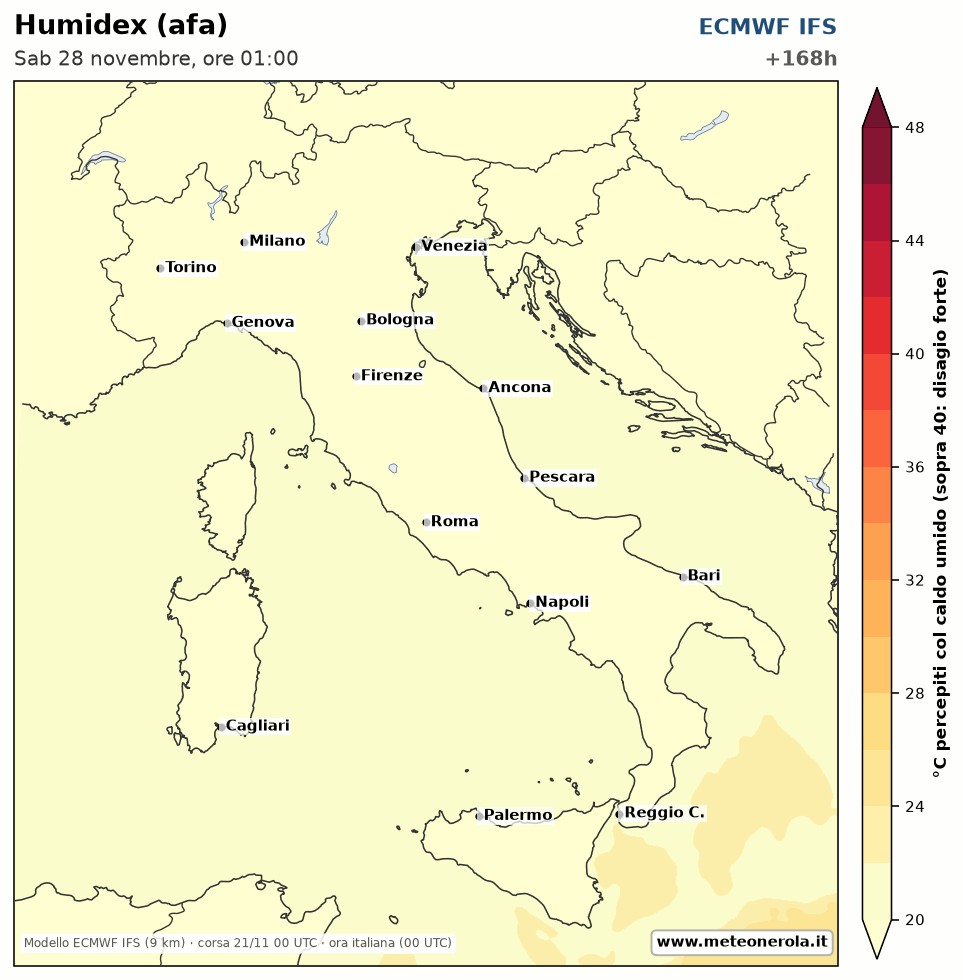 Humidex (afa)
ECMWF IFS
Sab 28 novembre, ore 01:00
+168h
48
44
40
36
32
28
24
20
°C percepiti col caldo umido (sopra 40: disagio forte)
Milano
Venezia
Torino
Genova
Bologna
Firenze
Ancona
Pescara
Roma
Bari
Napoli
Cagliari
Palermo
Reggio C.
Modello ECMWF IFS (9 km) · corsa 21/11 00 UTC · ora italiana (00 UTC)
www.meteonerola.it